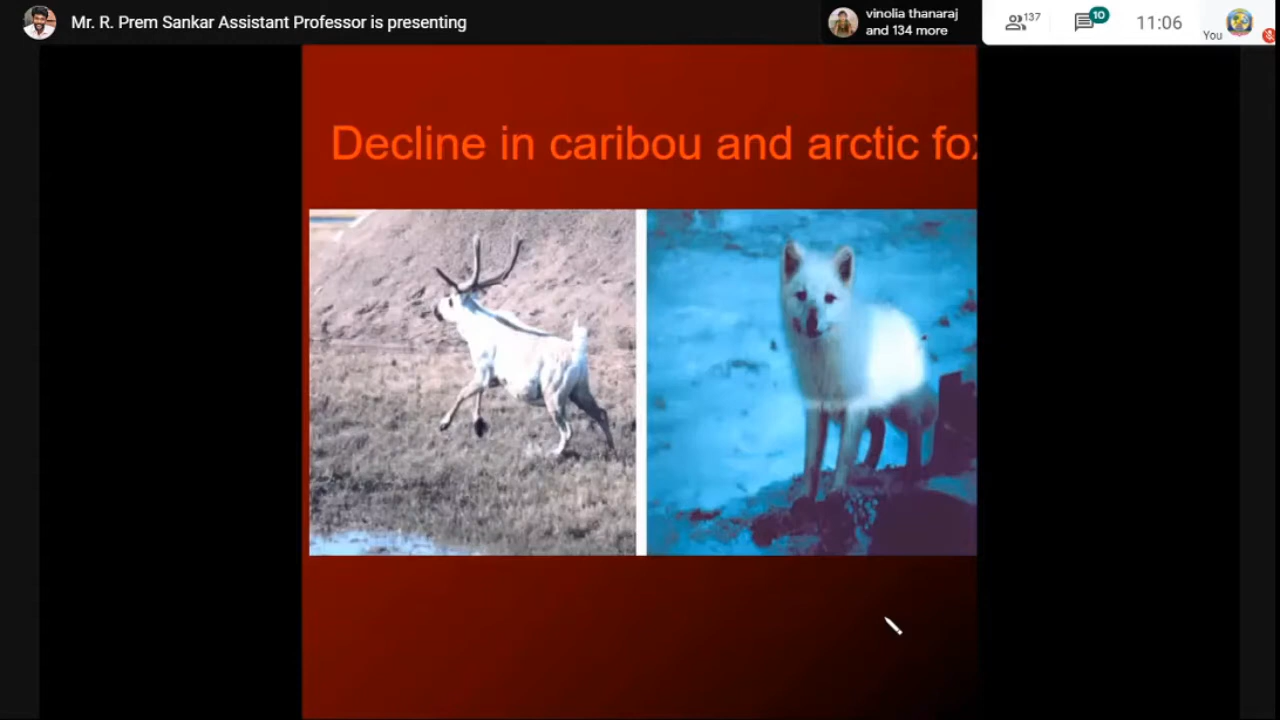 Mr. R. Prem Sankar Assistant Professor is presenting
vinolia thanaraj
and 134 more
137
10
11:06
You
Decline in caribou and arctic fox